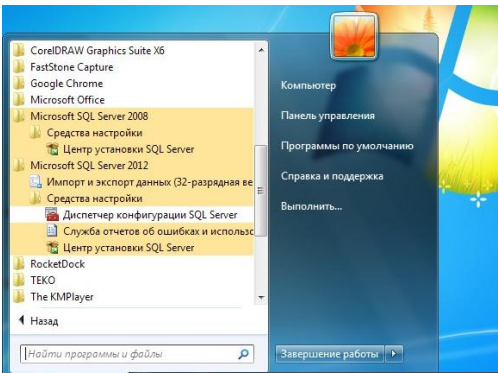 CorelDRAW Graphics Suite X6
FastStone Capture
Google Chrome
Microsoft Office
Microsoft SQL Server 2008
Средства настройки
Центр установки SQL Server
Microsoft SQL Server 2012
Импорт и экспорт данных (32-разрядная ве
Средства настройки
Диспетчер конфигурации SQL Server
Служба отчетов об ошибках и использс
Центр установки SQL Server
RocketDock
ТЕКО
The KMPlayer
Назад
Найти программы и файлы
Компьютер
Панель управления
Программы по умолчанию
Справка и поддержка
Выполнить...
Завершение работы